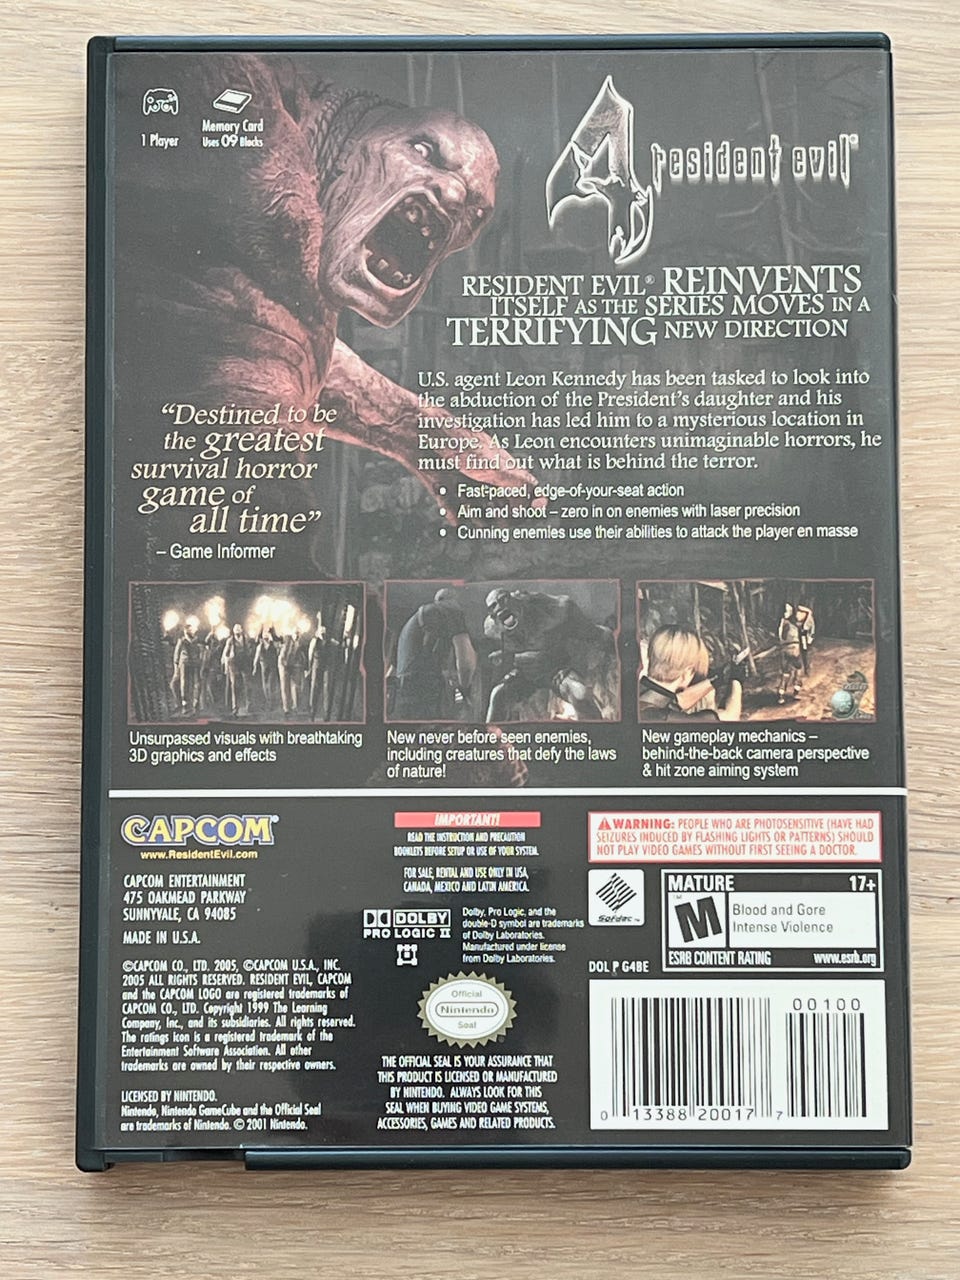 1 Player
Memory Card
Uses 09 Blocks
4 resident evil®
RESIDENT EVIL® REINVENTS
ITSELF AS THE SERIES MOVES IN A
TERRIFYING NEW DIRECTION
U.S. agent Leon Kennedy has been tasked to look into
the abduction of the President's daughter and his
investigation has led him to a mysterious location in
Europe. As Leon encounters unimaginable horrors, he
must find out what is behind the terror.
• Fast-paced, edge-of-your-seat action
• Aim and shoot – zero in on enemies with laser precision
• Cunning enemies use their abilities to attack the player en masse
“Destined to be
the greatest
survival horror
game of
all time”
– Game Informer
Unsurpassed visuals with breathtaking
3D graphics and effects
New never before seen enemies,
including creatures that defy the laws
of nature!
New gameplay mechanics –
behind-the-back camera perspective
& hit zone aiming system
CAPCOM®
www.ResidentEvil.com
CAPCOM ENTERTAINMENT
475 OAKMEAD PARKWAY
SUNNYVALE, CA 94085
MADE IN U.S.A.
©CAPCOM CO., LTD. 2005, ©CAPCOM U.S.A., INC.
2005 ALL RIGHTS RESERVED. RESIDENT EVIL, CAPCOM
and the CAPCOM LOGO are registered trademarks of
CAPCOM CO., LTD. Copyright 1999 The Learning
Company, Inc., and its subsidiaries. All rights reserved.
The ratings icon is a registered trademark of the
Entertainment Software Association. All other
trademarks are owned by their respective owners.
LICENSED BY NINTENDO.
Nintendo, Nintendo GameCube and the Official Seal
are trademarks of Nintendo. © 2001 Nintendo.
IMPORTANT!
READ THE INSTRUCTION AND PRECAUTION
BOOKLETS BEFORE SETUP OR USE OF YOUR SYSTEM.
FOR SALE, RENTAL AND USE ONLY IN USA,
CANADA, MEXICO AND LATIN AMERICA.
DOLBY
PRO LOGIC II
Dolby, Pro Logic, and the
double-D symbol are trademarks
of Dolby Laboratories.
Manufactured under license
from Dolby Laboratories.
Official
Nintendo
Seal
THE OFFICIAL SEAL IS YOUR ASSURANCE THAT
THIS PRODUCT IS LICENSED OR MANUFACTURED
BY NINTENDO. ALWAYS LOOK FOR THIS
SEAL WHEN BUYING VIDEO GAME SYSTEMS,
ACCESSORIES, GAMES AND RELATED PRODUCTS.
WARNING: PEOPLE WHO ARE PHOTOSENSITIVE (HAVE HAD
SEIZURES INDUCED BY FLASHING LIGHTS OR PATTERNS) SHOULD
NOT PLAY VIDEO GAMES WITHOUT FIRST SEEING A DOCTOR.
Sofdec™
MATURE 17+
M
Blood and Gore
Intense Violence
ESRB CONTENT RATING www.esrb.org
DOL P G4BE
00100
0 13388 20017 7